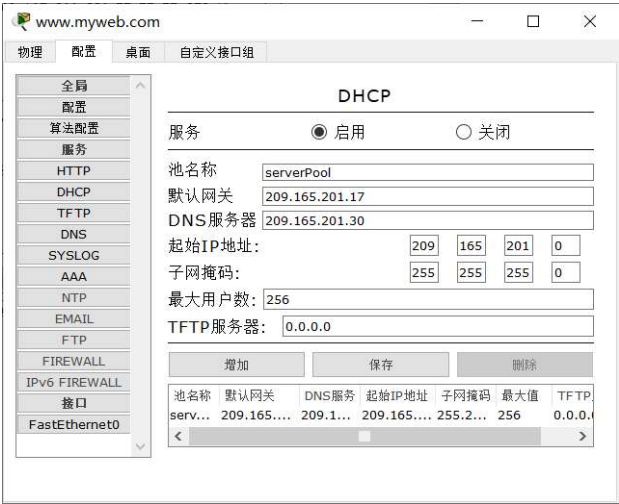 www.myweb.com
物理 配置 桌面 自定义接口组
全局
配置
算法配置
服务
HTTP
DHCP
TFTP
DNS
SYSLOG
AAA
NTP
EMAIL
FTP
FIREWALL
IPv6 FIREWALL
接口
FastEthernet0
DHCP
服务 启用 关闭
池名称 serverPool
默认网关 209.165.201.17
DNS服务器 209.165.201.30
起始IP地址: 209 165 201 0
子网掩码: 255 255 255 0
最大用户数: 256
TFTP服务器: 0.0.0.0
增加 保存 删除
池名称 默认网关 DNS服务 起始IP地址 子网掩码 最大值 TFTP
serv... 209.165.... 209.1... 209.165.... 255.2... 256 0.0.0.